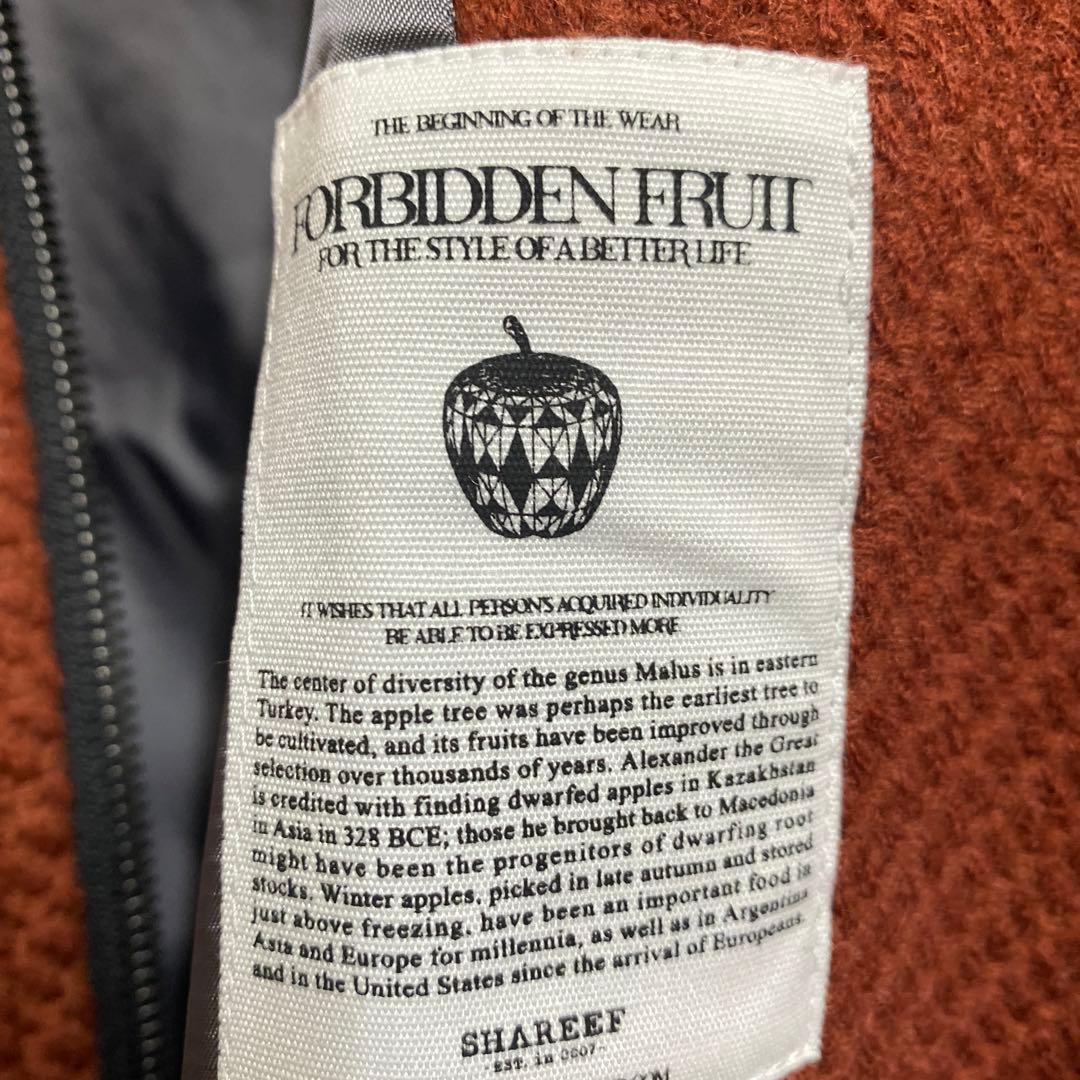 THE BEGINNING OF THE WEAR
FORBIDDEN FRUIT
FOR THE STYLE OF A BETTER LIFE
IT WISHES THAT ALL PERSON'S ACQUIRED INDIVIDUALITY
BE ABLE TO BE EXPRESSED MORE
The center of diversity of the genus Malus is in eastern
Turkey. The apple tree was perhaps the earliest tree to
be cultivated, and its fruits have been improved through
selection over thousands of years. Alexander the Great
is credited with finding dwarfed apples in Kazakhstan
in Asia in 328 BCE; those he brought back to Macedonia
might have been the progenitors of dwarfing root
stocks. Winter apples, picked in late autumn and stored
just above freezing, have been an important food in
Asia and Europe for millennia, as well as in Argentina
and in the United States since the arrival of Europeans.
SHAREEF
-EST. in 2007-